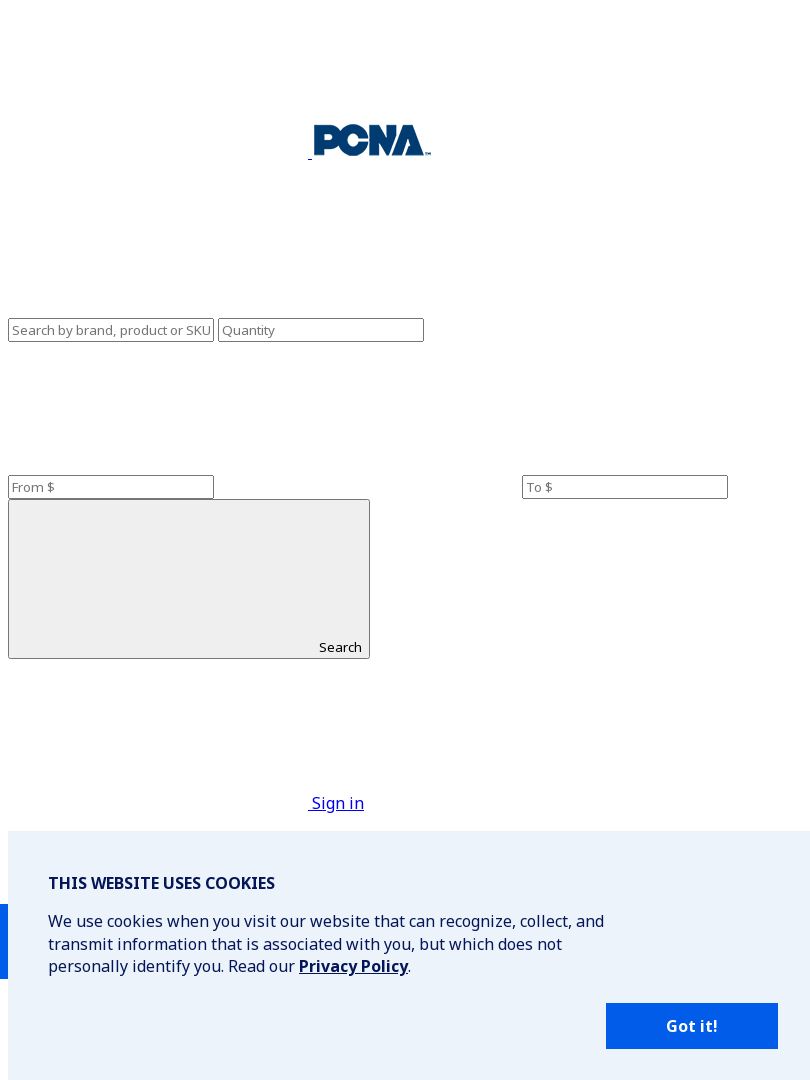 PCNA™
Search by brand, product or SKU Quantity
From $ To $
Search
Sign in
THIS WEBSITE USES COOKIES
We use cookies when you visit our website that can recognize, collect, and
transmit information that is associated with you, but which does not
personally identify you. Read our Privacy Policy.
Got it!